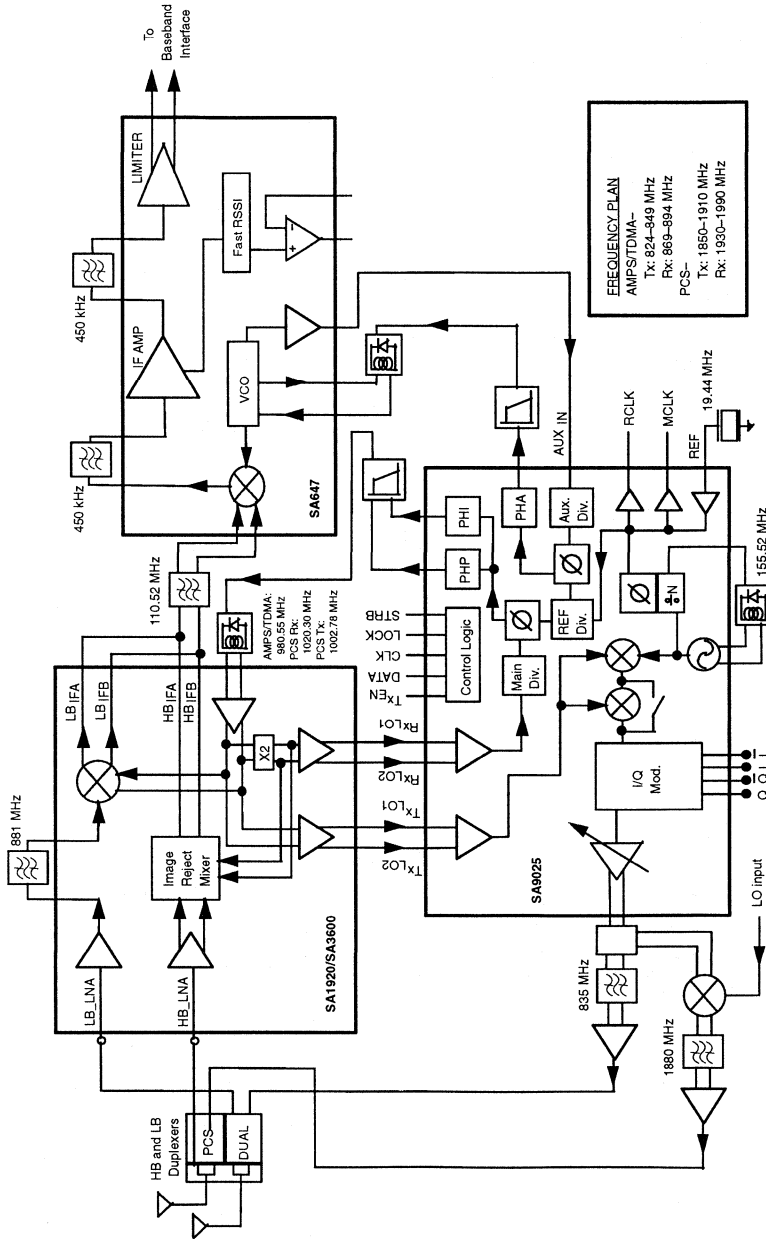 HB and LB
Duplexers
PCS
DUAL
LB_LNA
HB_LNA
SA1920/SA3600
881 MHz
Image
Reject
Mixer
X2
LB IFA
LB IFB
HB IFA
HB IFB
110.52 MHz
AMPS/TDMA:
980.55 MHz
PCS Rx:
1020.30 MHz
PCS Tx:
1002.78 MHz
SA647
450 kHz
IF AMP
450 kHz
LIMITER
To
Baseband
Interface
Fast RSSI
+
–
VCO
TxLO2
TxLO1
RxLO2
RxLO1
TxEN
DATA
CLK
LOCK
STRB
Control Logic
PHP
PHI
PHA
Main
Div.
Ø
REF
Div.
Ø
Aux.
Div.
AUX IN
Ø
÷N
RCLK
MCLK
REF
19.44 MHz
155.52 MHz
I/Q
Mod.
Q
Q
I
I
SA9025
835 MHz
1880 MHz
LO input
FREQUENCY PLAN
AMPS/TDMA–
Tx: 824–849 MHz
Rx: 869–894 MHz
PCS–
Tx: 1850–1910 MHz
Rx: 1930–1990 MHz